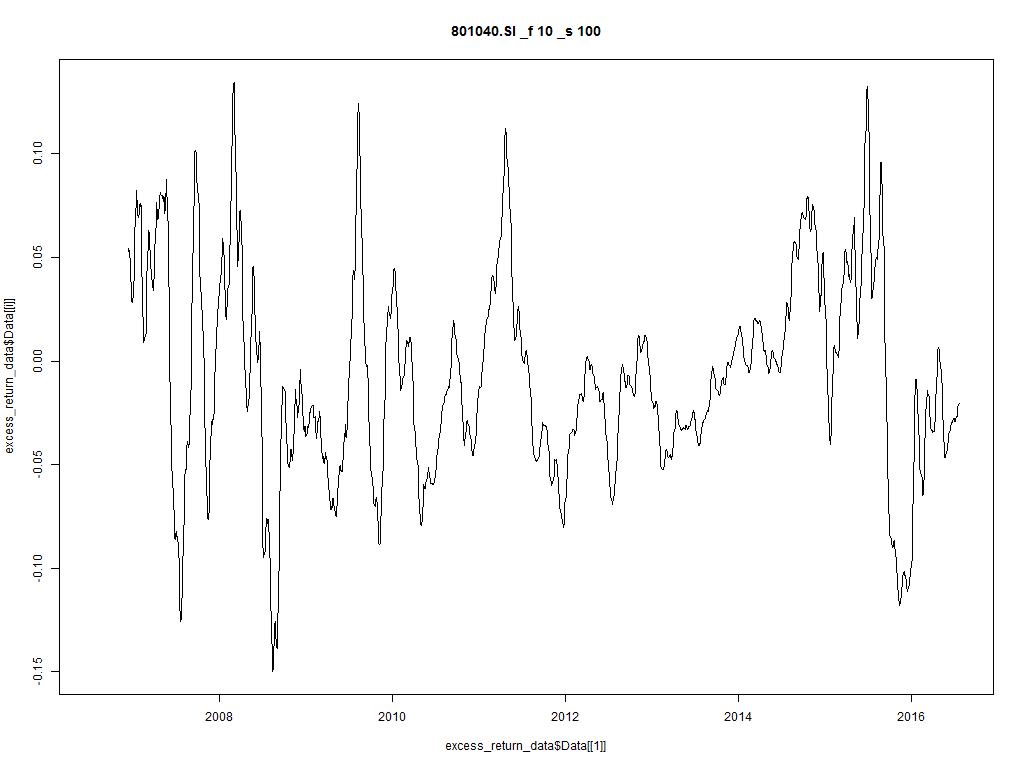 801040.SI _f 10 _s 100
excess_return_data$Data[[i]]
0.10
0.05
0.00
-0.05
-0.10
-0.15
2008 2010 2012 2014 2016
excess_return_data$Data[[1]]